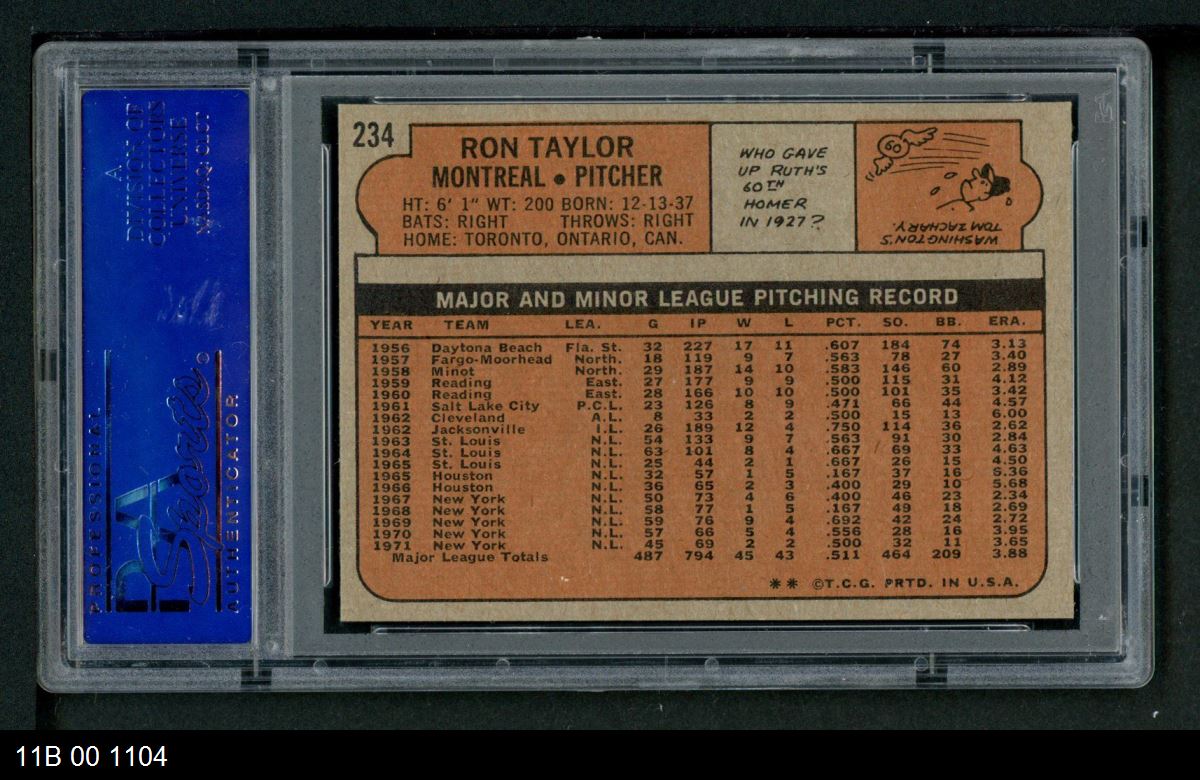 A
DIVISION OF
COLLECTORS
UNIVERSE
NASDAQ: CLCT
PROFESSIONAL
PSA
Sports
AUTHENTICATOR
234
RON TAYLOR
MONTREAL • PITCHER
HT: 6' 1" WT: 200 BORN: 12-13-37
BATS: RIGHT THROWS: RIGHT
HOME: TORONTO, ONTARIO, CAN.
WHO GAVE
UP RUTH'S
60TH
HOMER
IN 1927?
60
WASHINGTON'S
TOM ZACHARY.
MAJOR AND MINOR LEAGUE PITCHING RECORD
YEAR TEAM LEA. G IP W L PCT. SO. BB. ERA.
1956 Daytona Beach Fla. St. 32 227 17 11 .607 184 74 3.13
1957 Fargo-Moorhead North. 18 119 9 7 .563 78 27 3.40
1958 Minot North. 29 187 14 10 .583 146 60 2.89
1959 Reading East. 27 177 9 9 .500 115 31 4.12
1960 Reading East. 28 166 10 10 .500 101 35 3.42
1961 Salt Lake City P.C.L. 23 126 8 9 .471 66 44 4.57
1962 Cleveland A.L. 8 33 2 2 .500 15 13 6.00
1962 Jacksonville I.L. 26 189 12 4 .750 114 36 2.62
1963 St. Louis N.L. 54 133 9 7 .563 91 30 2.84
1964 St. Louis N.L. 63 101 8 4 .667 69 33 4.63
1965 St. Louis N.L. 25 44 2 1 .667 26 15 4.50
1965 Houston N.L. 32 57 1 5 .167 37 16 6.36
1966 Houston N.L. 36 65 2 3 .400 29 10 5.68
1967 New York N.L. 50 73 4 6 .400 46 23 2.34
1968 New York N.L. 58 77 1 5 .167 49 18 2.69
1969 New York N.L. 59 76 9 4 .692 42 24 2.72
1970 New York N.L. 57 66 5 4 .556 28 16 3.95
1971 New York N.L. 45 69 2 2 .500 32 11 3.65
Major League Totals 487 794 45 43 .511 464 209 3.88
** ©T.C.G. PRTD. IN U.S.A.
11B 00 1104